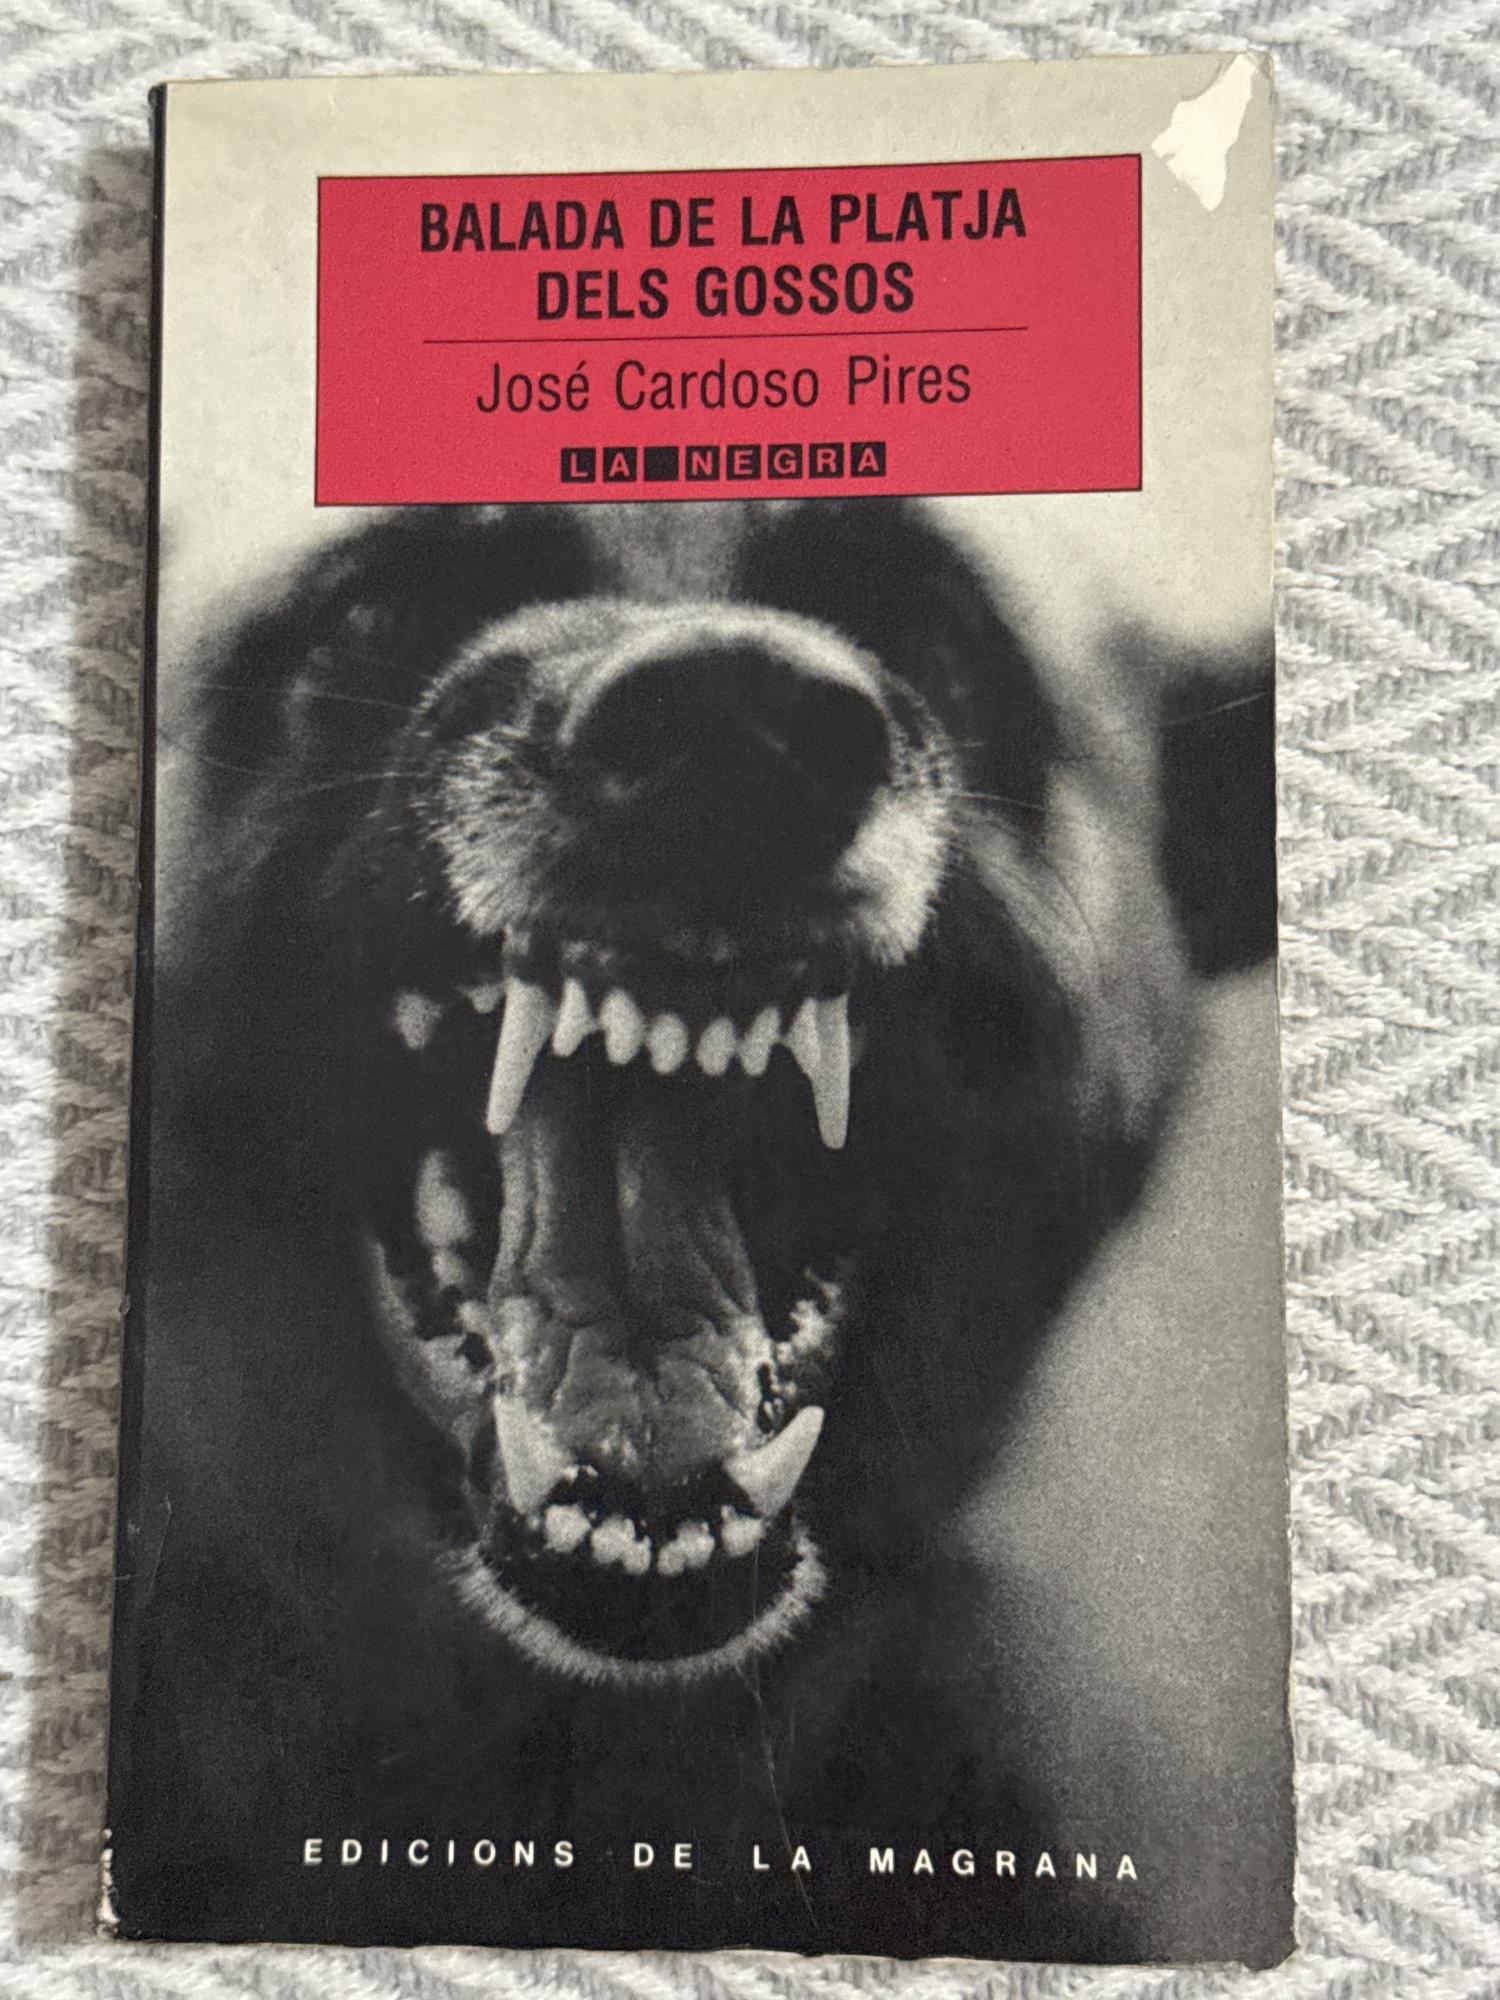 BALADA DE LA PLATJA
DELS GOSSOS
José Cardoso Pires
LA NEGRA
EDICIONS DE LA MAGRANA